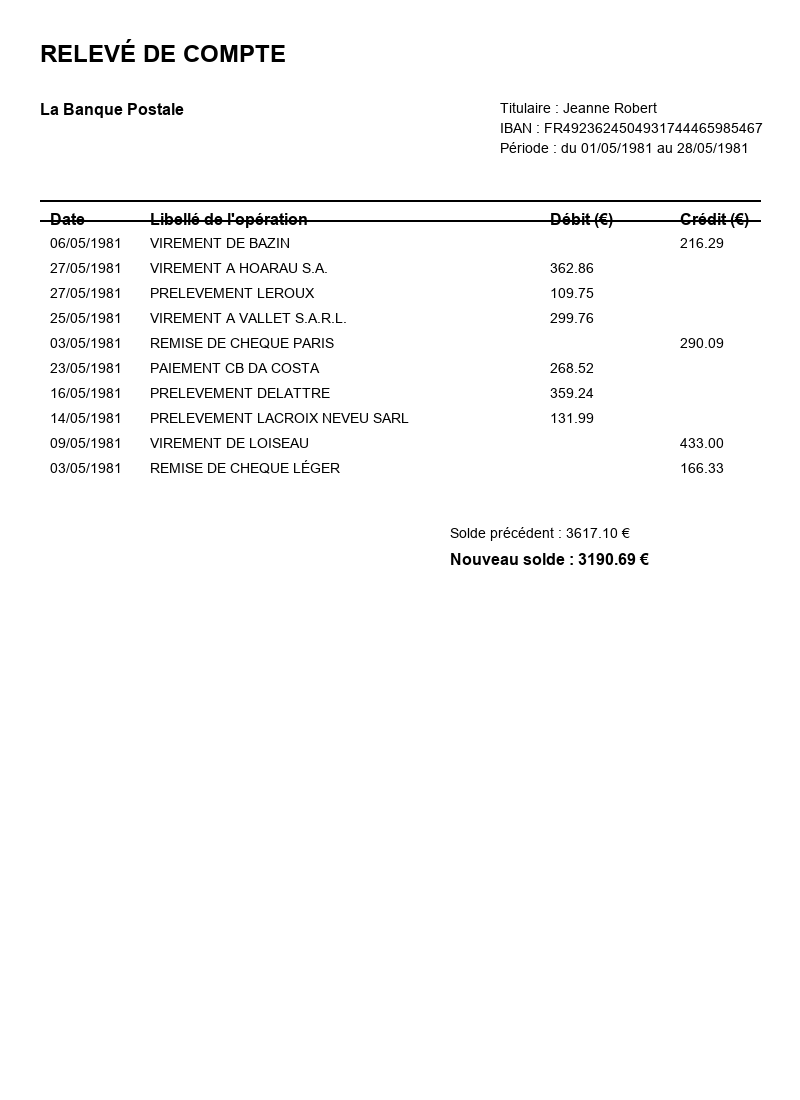 RELEVÉ DE COMPTE
La Banque Postale
Titulaire : Jeanne Robert
IBAN : FR4923624504931744465985467
Période : du 01/05/1981 au 28/05/1981
Date Libellé de l'opération Débit (€) Crédit (€)
06/05/1981 VIREMENT DE BAZIN 216.29
27/05/1981 VIREMENT A HOARAU S.A. 362.86
27/05/1981 PRELEVEMENT LEROUX 109.75
25/05/1981 VIREMENT A VALLET S.A.R.L. 299.76
03/05/1981 REMISE DE CHEQUE PARIS 290.09
23/05/1981 PAIEMENT CB DA COSTA 268.52
16/05/1981 PRELEVEMENT DELATTRE 359.24
14/05/1981 PRELEVEMENT LACROIX NEVEU SARL 131.99
09/05/1981 VIREMENT DE LOISEAU 433.00
03/05/1981 REMISE DE CHEQUE LÉGER 166.33
Solde précédent : 3617.10 €
Nouveau solde : 3190.69 €